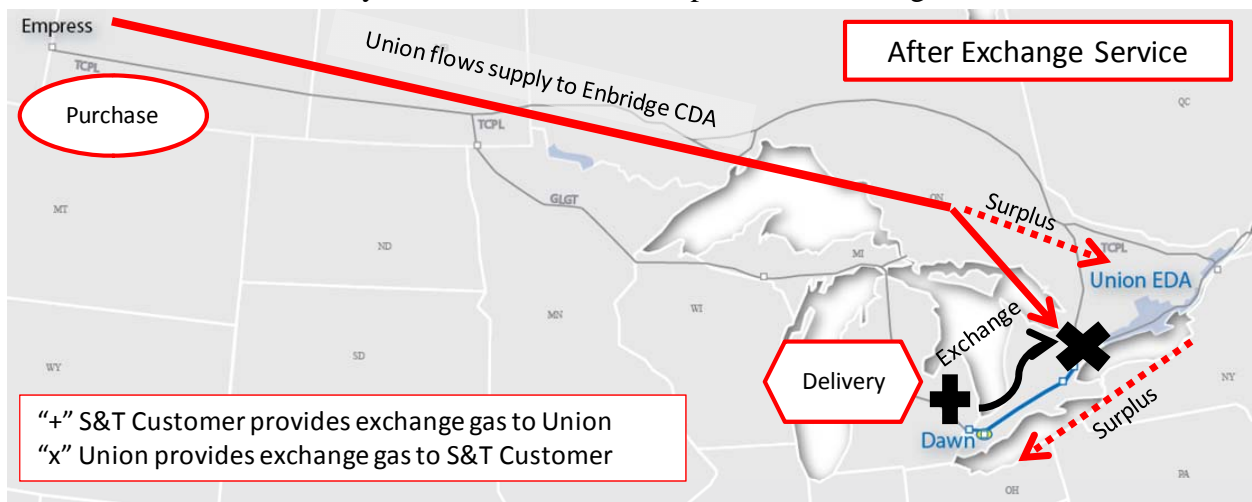 Empress
TCPL
Purchase
Union flows supply to Enbridge CDA
After Exchange Service
QC
TCPL
GLGT
MT
ND
ON
Surplus
TCPL
Union EDA
MI
MN
WI
SD
WY
Exchange
Delivery
NY
Surplus
Dawn
PA
OH
"+" S&T Customer provides exchange gas to Union
"x" Union provides exchange gas to S&T Customer